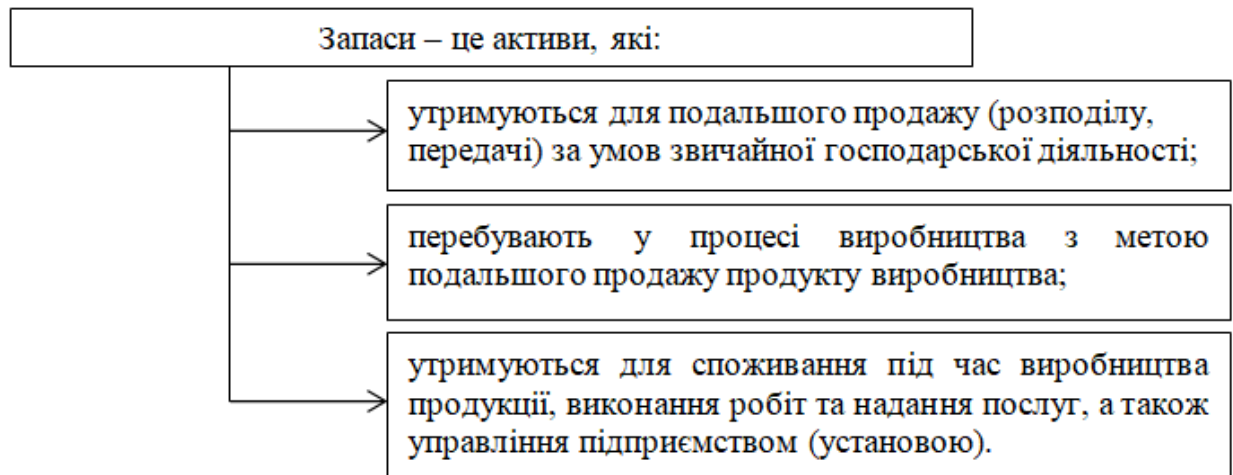 Запаси – це активи, які:
утримуються для подальшого продажу (розподілу,
передачі) за умов звичайної господарської діяльності;
перебувають у процесі виробництва з метою
подальшого продажу продукту виробництва;
утримуються для споживання під час виробництва
продукції, виконання робіт та надання послуг, а також
управління підприємством (установою).